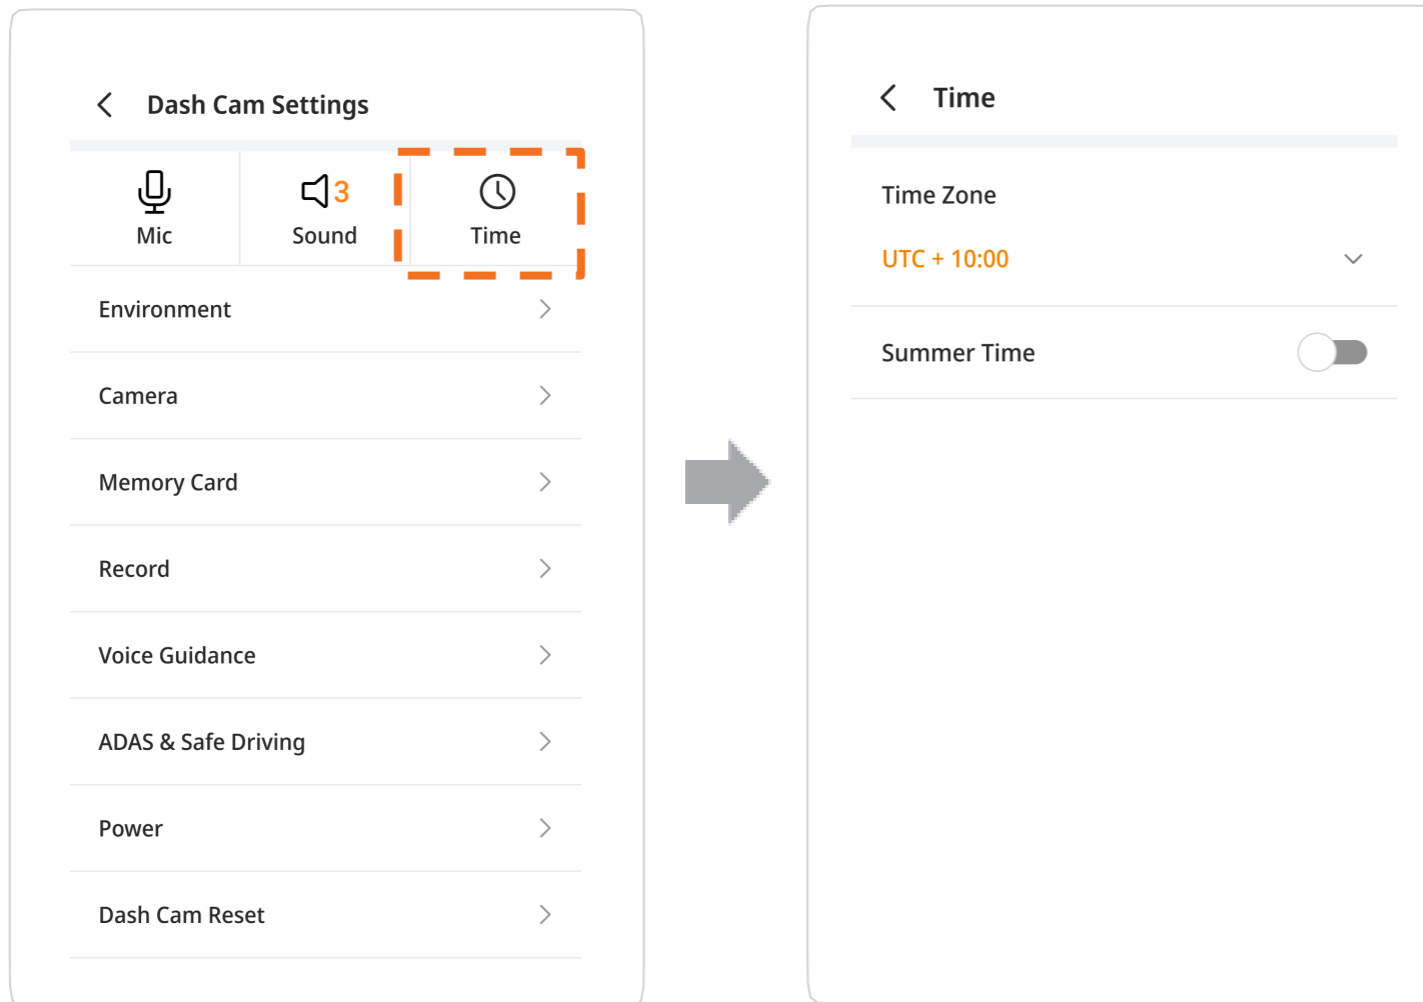 Dash Cam Settings
Mic
3
Sound
Time
Environment
Camera
Memory Card
Record
Voice Guidance
ADAS & Safe Driving
Power
Dash Cam Reset
Time
Time Zone
UTC + 10:00
Summer Time